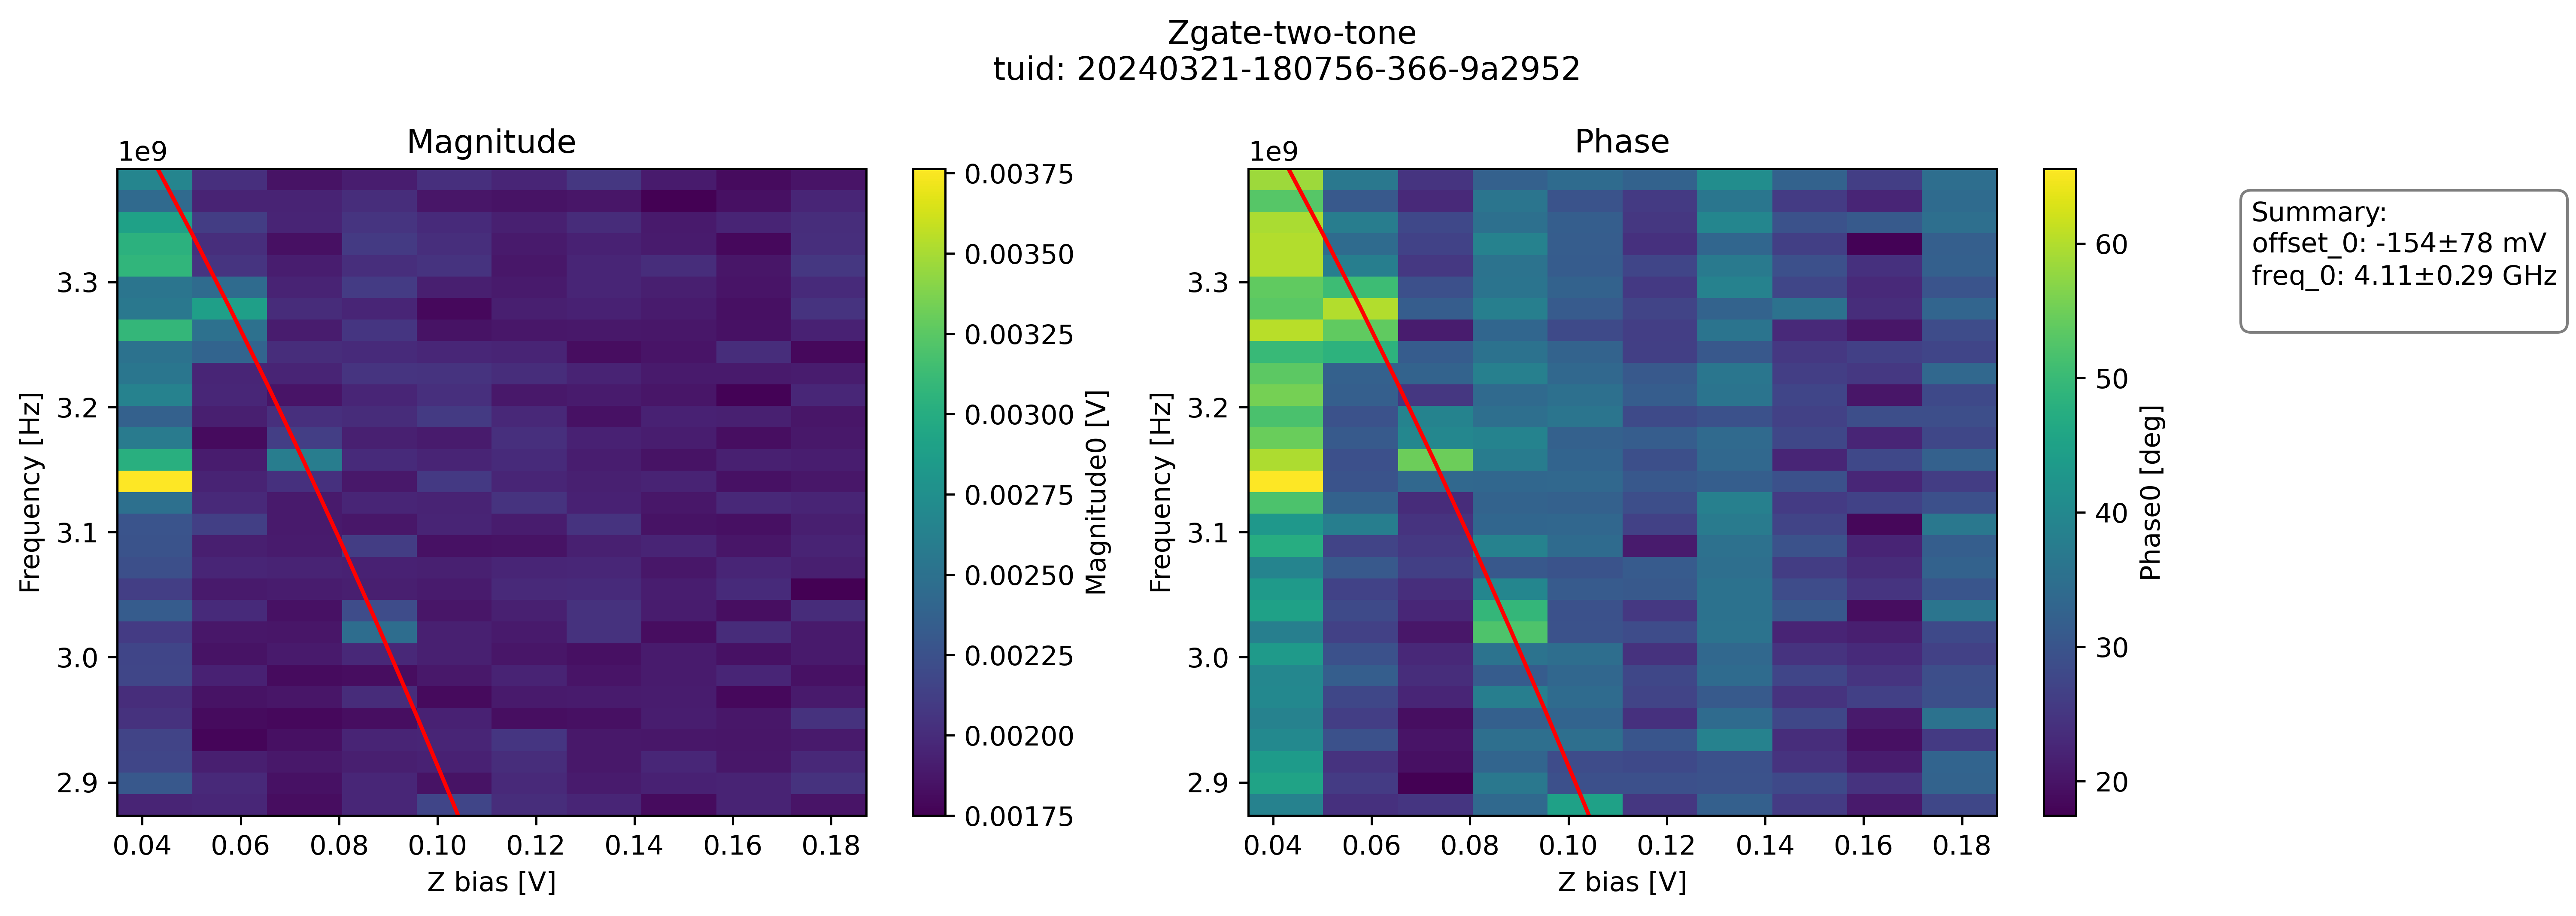 Zgate-two-tone
tuid: 20240321-180756-366-9a2952
Magnitude
1e9
3.3
3.2
3.1
3.0
2.9
Frequency [Hz]
0.04 0.06 0.08 0.10 0.12 0.14 0.16 0.18
Z bias [V]
0.00375
0.00350
0.00325
0.00300
0.00275
0.00250
0.00225
0.00200
0.00175
Magnitude0 [V]
Phase
1e9
3.3
3.2
3.1
3.0
2.9
Frequency [Hz]
0.04 0.06 0.08 0.10 0.12 0.14 0.16 0.18
Z bias [V]
60
50
40
30
20
Phase0 [deg]
Summary:
offset_0: -154±78 mV
freq_0: 4.11±0.29 GHz